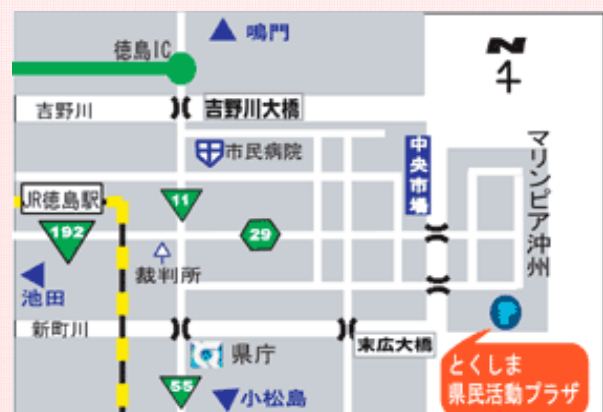 鳴門
徳島IC
N
吉野川
吉野川大橋
市民病院
中央市場
マリンピア沖州
JR徳島駅
11
192
29
裁判所
池田
新町川
県庁
末広大橋
とくしま
県民活動プラザ
55
小松島